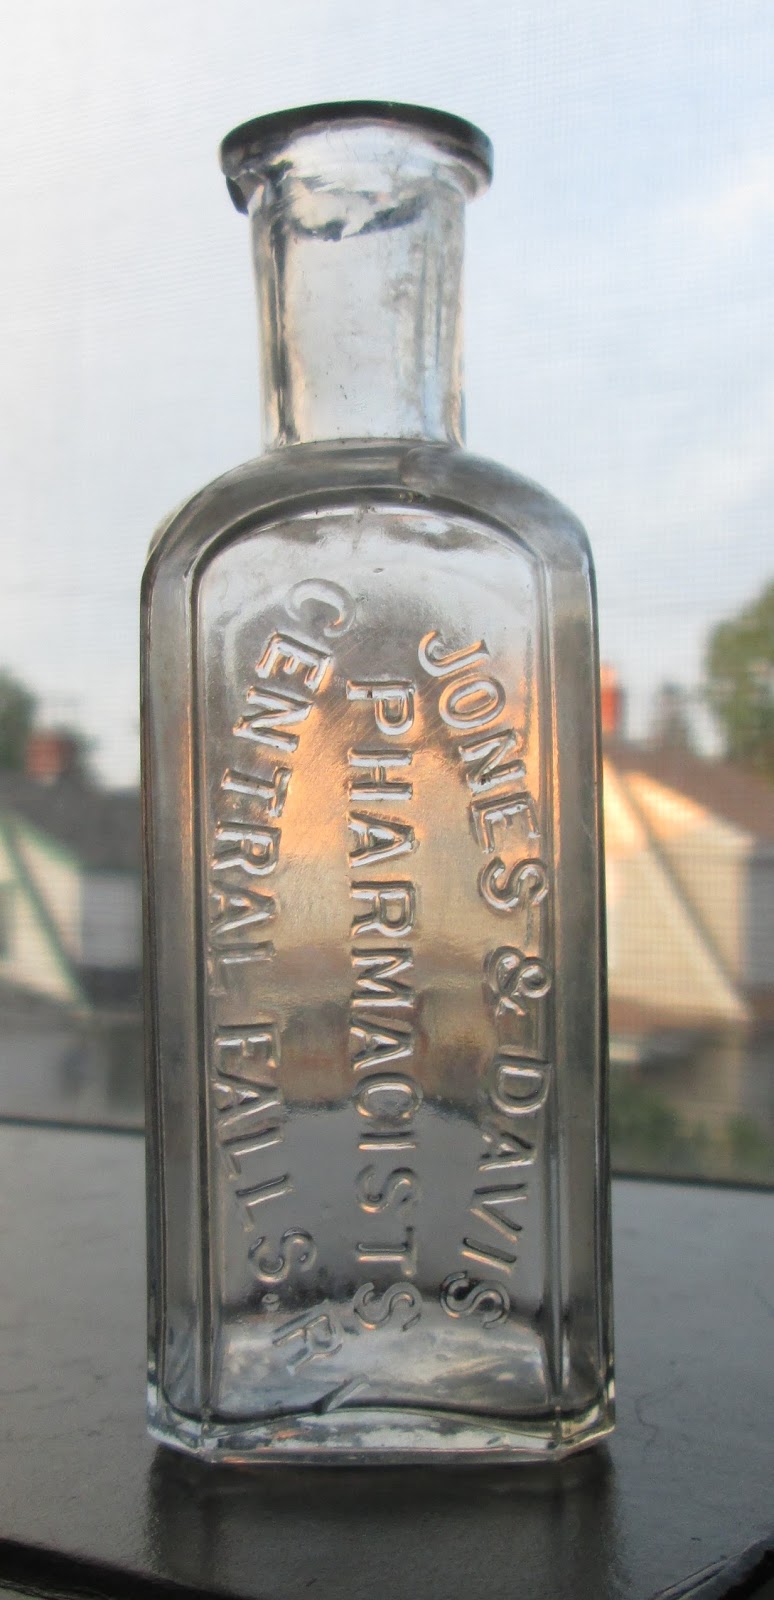 JONES & DAVIS
PHARMACISTS
CENTRAL FALLS. R I